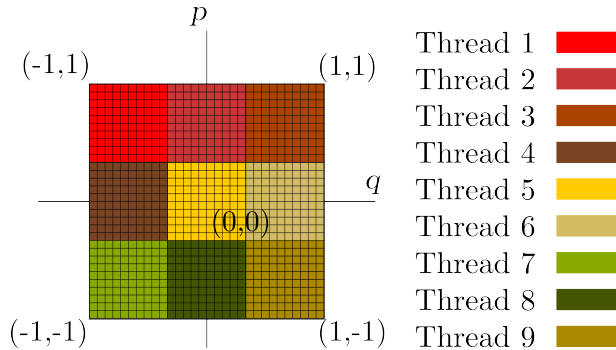 p
(-1,1)
(1,1)
q
(0,0)
(-1,-1)
(1,-1)
Thread 1
Thread 2
Thread 3
Thread 4
Thread 5
Thread 6
Thread 7
Thread 8
Thread 9